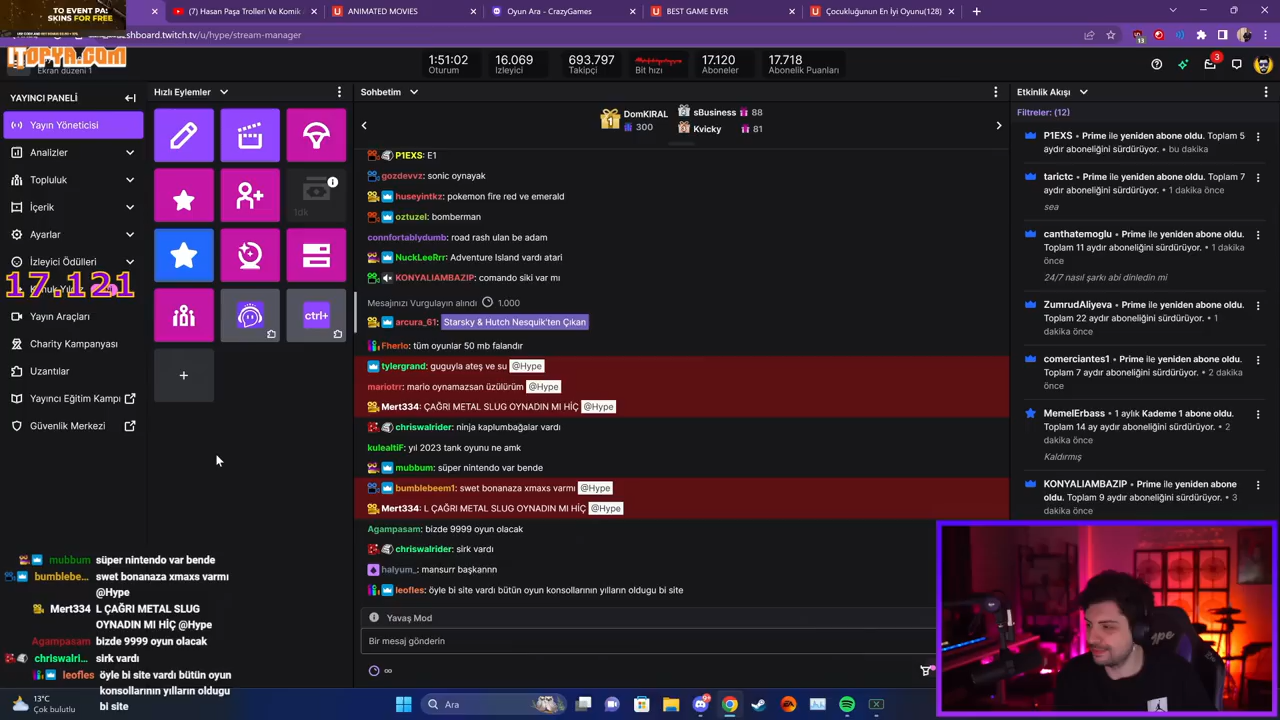 TO EVENT PA
SKINS FOR FREE
(7) Hasan Paşa Trolleri Ve Komik
ANIMATED MOVIES
Oyun Ara - CrazyGames
BEST GAME EVER
Çocukluğunun En İyi Oyunu(128)
dashboard.twitch.tv/u/hype/stream-manager
ITOPYA.COM
Ekran düzeni 1
1:51:02
Oturum
16.069
İzleyici
693.797
Takipçi
Bit hızı
17.120
Aboneler
17.718
Abonelik Puanları
3
YAYINCI PANELİ
Yayın Yöneticisi
Analizler
Topluluk
İçerik
Ayarlar
İzleyici Ödülleri
17.121
Yayın Araçları
Charity Kampanyası
Uzantılar
Yayıncı Eğitim Kampı
Güvenlik Merkezi
Hızlı Eylemler
1dk
ctrl+
+
Sohbetim
1
DomKIRAL
300
sBusiness 88
Kvicky 81
P1EXS: E1
gozdevvz: sonic oynayak
huseyintkz: pokemon fire red ve emerald
oztuzel: bomberman
connfortablydumb: road rash ulan be adam
NuckLeeRrr: Adventure Island vardı atari
KONYALIAMBAZIP: comando siki var mı
Mesajınızı Vurgulayın alındı 1.000
arcura_61: Starsky & Hutch Nesquik'ten Çıkan
Fherlo: tüm oyunlar 50 mb falandır
tylergrand: guguyla ateş ve su @Hype
mariotrr: mario oynamazsan üzülürüm @Hype
Mert334: ÇAĞRI METAL SLUG OYNADIN MI HİÇ @Hype
chriswalrider: ninja kaplumbağalar vardı
kulealtiF: yıl 2023 tank oyunu ne amk
mubbum: süper nintendo var bende
bumblebeem1: swet bonanaza xmaxs varmı @Hype
Mert334: L ÇAĞRI METAL SLUG OYNADIN MI HİÇ @Hype
Agampasam: bizde 9999 oyun olacak
chriswalrider: sirk vardı
halyum_: mansurr başkannn
leofles: öyle bi site vardı bütün oyun konsollarının yılların oldugu bi site
Yavaş Mod
Bir mesaj gönderin
∞
Etkinlik Akışı
Filtreler: (12)
P1EXS • Prime ile yeniden abone oldu. Toplam 5
aydır aboneliğini sürdürüyor. • bu dakika
tarictc • Prime ile yeniden abone oldu. Toplam 7
aydır aboneliğini sürdürüyor. • 1 dakika
önce
sea
canthatemoglu • Prime ile yeniden abone oldu.
Toplam 11 aydır aboneliğini sürdürüyor. • 1 dakika
önce
24/7 nasıl şarkı abi dinledin mi
ZumrudAliyeva • Prime ile yeniden abone oldu.
Toplam 22 aydır aboneliğini sürdürüyor. • 1
dakika önce
comerciantes1 • Prime ile yeniden abone oldu.
Toplam 7 aydır aboneliğini sürdürüyor. • 2 dakika
önce
MemelErbass • 1 aylık Kademe 1 abone oldu.
Toplam 14 ay aydır aboneliğini sürdürüyor. • 2
dakika önce
Kaldırmış
KONYALIAMBAZIP • Prime ile yeniden abone
oldu. Toplam 9 aydır aboneliğini sürdürüyor. • 3
dakika önce
mubbum süper nintendo var bende
bumblebe... swet bonanaza xmaxs varmı
@Hype
Mert334 L ÇAĞRI METAL SLUG
OYNADIN MI HİÇ @Hype
Agampasam bizde 9999 oyun olacak
chriswalri... sirk vardı
leofles öyle bi site vardı bütün oyun
konsollarının yılların oldugu
bi site
13°C
Çok bulutlu
Ara